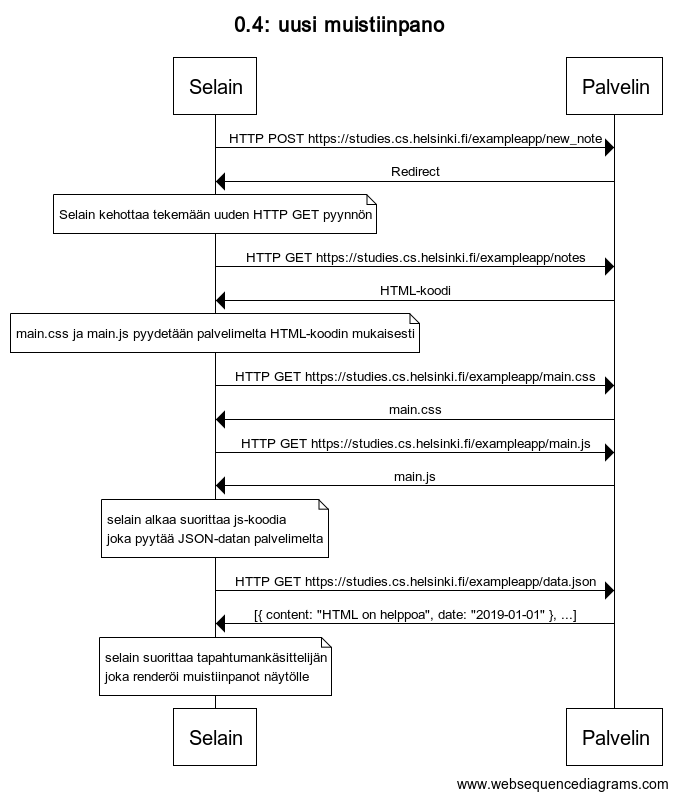 0.4: uusi muistiinpano
Selain
Palvelin
HTTP POST https://studies.cs.helsinki.fi/exampleapp/new_note
Redirect
Selain kehottaa tekemään uuden HTTP GET pyynnön
HTTP GET https://studies.cs.helsinki.fi/exampleapp/notes
HTML-koodi
main.css ja main.js pyydetään palvelimelta HTML-koodin mukaisesti
HTTP GET https://studies.cs.helsinki.fi/exampleapp/main.css
main.css
HTTP GET https://studies.cs.helsinki.fi/exampleapp/main.js
main.js
selain alkaa suorittaa js-koodia
joka pyytää JSON-datan palvelimelta
HTTP GET https://studies.cs.helsinki.fi/exampleapp/data.json
[{ content: "HTML on helppoa", date: "2019-01-01" }, ...]
selain suorittaa tapahtumankäsittelijän
joka renderöi muistiinpanot näytölle
Selain
Palvelin
www.websequencediagrams.com